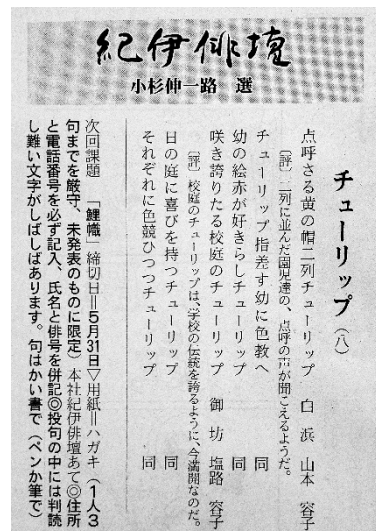 紀伊俳壇
小杉伸一路　選
チューリップ（八）
点呼さる黄の帽二列チューリップ　白浜　山本　容子
〔評〕二列に並んだ園児達の、点呼の声が聞こえるようだ。
チューリップ指差す幼に色教へ　同
幼の絵赤が好きらしチューリップ　同
咲き誇りたる校庭のチューリップ　御坊　塩路　容子
〔評〕校庭のチューリップは、学校の伝統を誇るように、今満開なのだ。
日の庭に喜びを持つチューリップ　同
それぞれに色競ひつつチューリップ　同
次回課題　「鯉幟」締切日＝5月31日▽用紙＝ハガキ（１人３
句までを厳守、未発表のものに限定）本社紀伊俳壇あて◎住所
と電話番号を必ず記入、氏名と俳号を併記◎投句の中には判読
し難い文字がしばしばあります。句はかい書で（ペンか筆で）